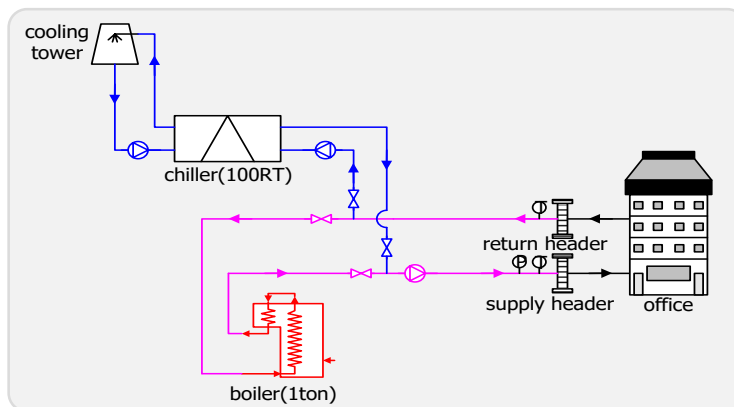 cooling
tower
chiller(100RT)
return header
P
supply header
office
boiler(1ton)